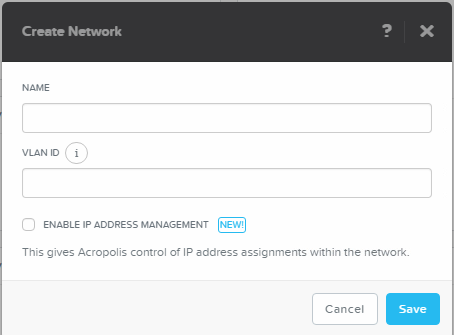 Create Network ?
NAME
VLAN ID i
ENABLE IP ADDRESS MANAGEMENT NEW!
This gives Acropolis control of IP address assignments within the network.
Cancel Save